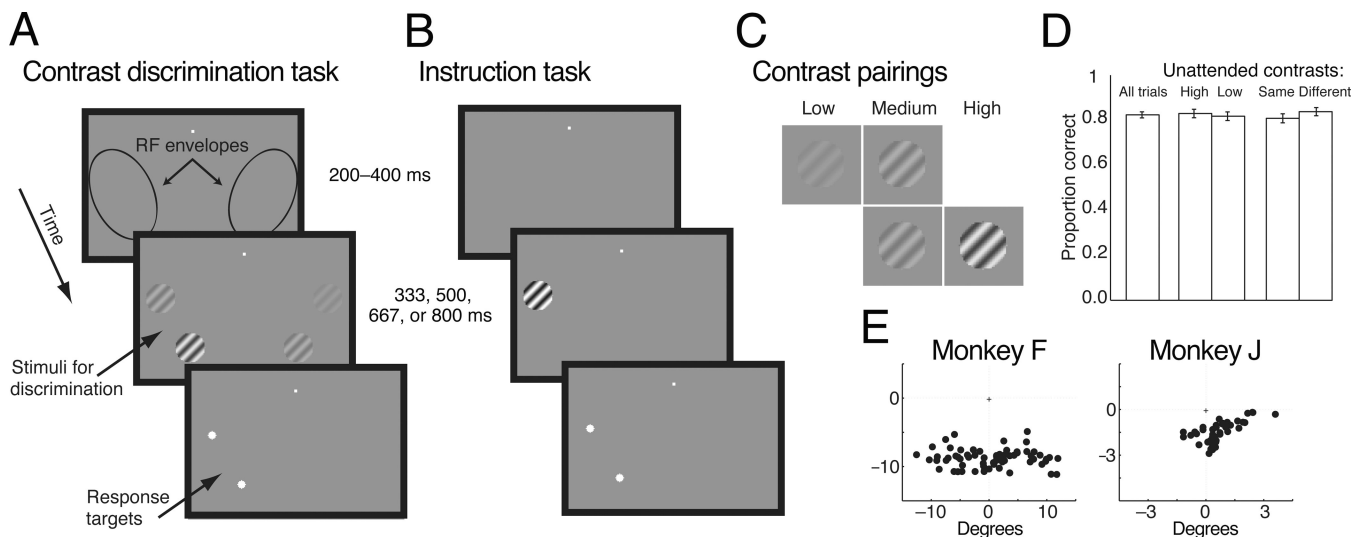 A
Contrast discrimination task
RF envelopes
Time
Stimuli for
discrimination
Response
targets
200–400 ms
333, 500,
667, or 800 ms
B
Instruction task
C
Contrast pairings
Low Medium High
D
Unattended contrasts:
All trials High Low Same Different
Proportion correct
1
0.8
0.6
0.4
0.2
0.0
E
Monkey F
0
−10
−10 0 10
Degrees
Monkey J
0
−3
−3 0 3
Degrees